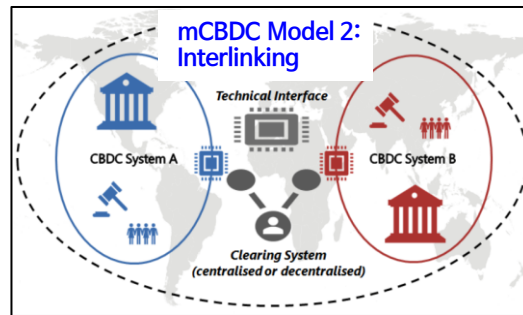 mCBDC Model 2:
Interlinking
Technical Interface
CBDC System A
CBDC System B
Clearing System
(centralised or decentralised)